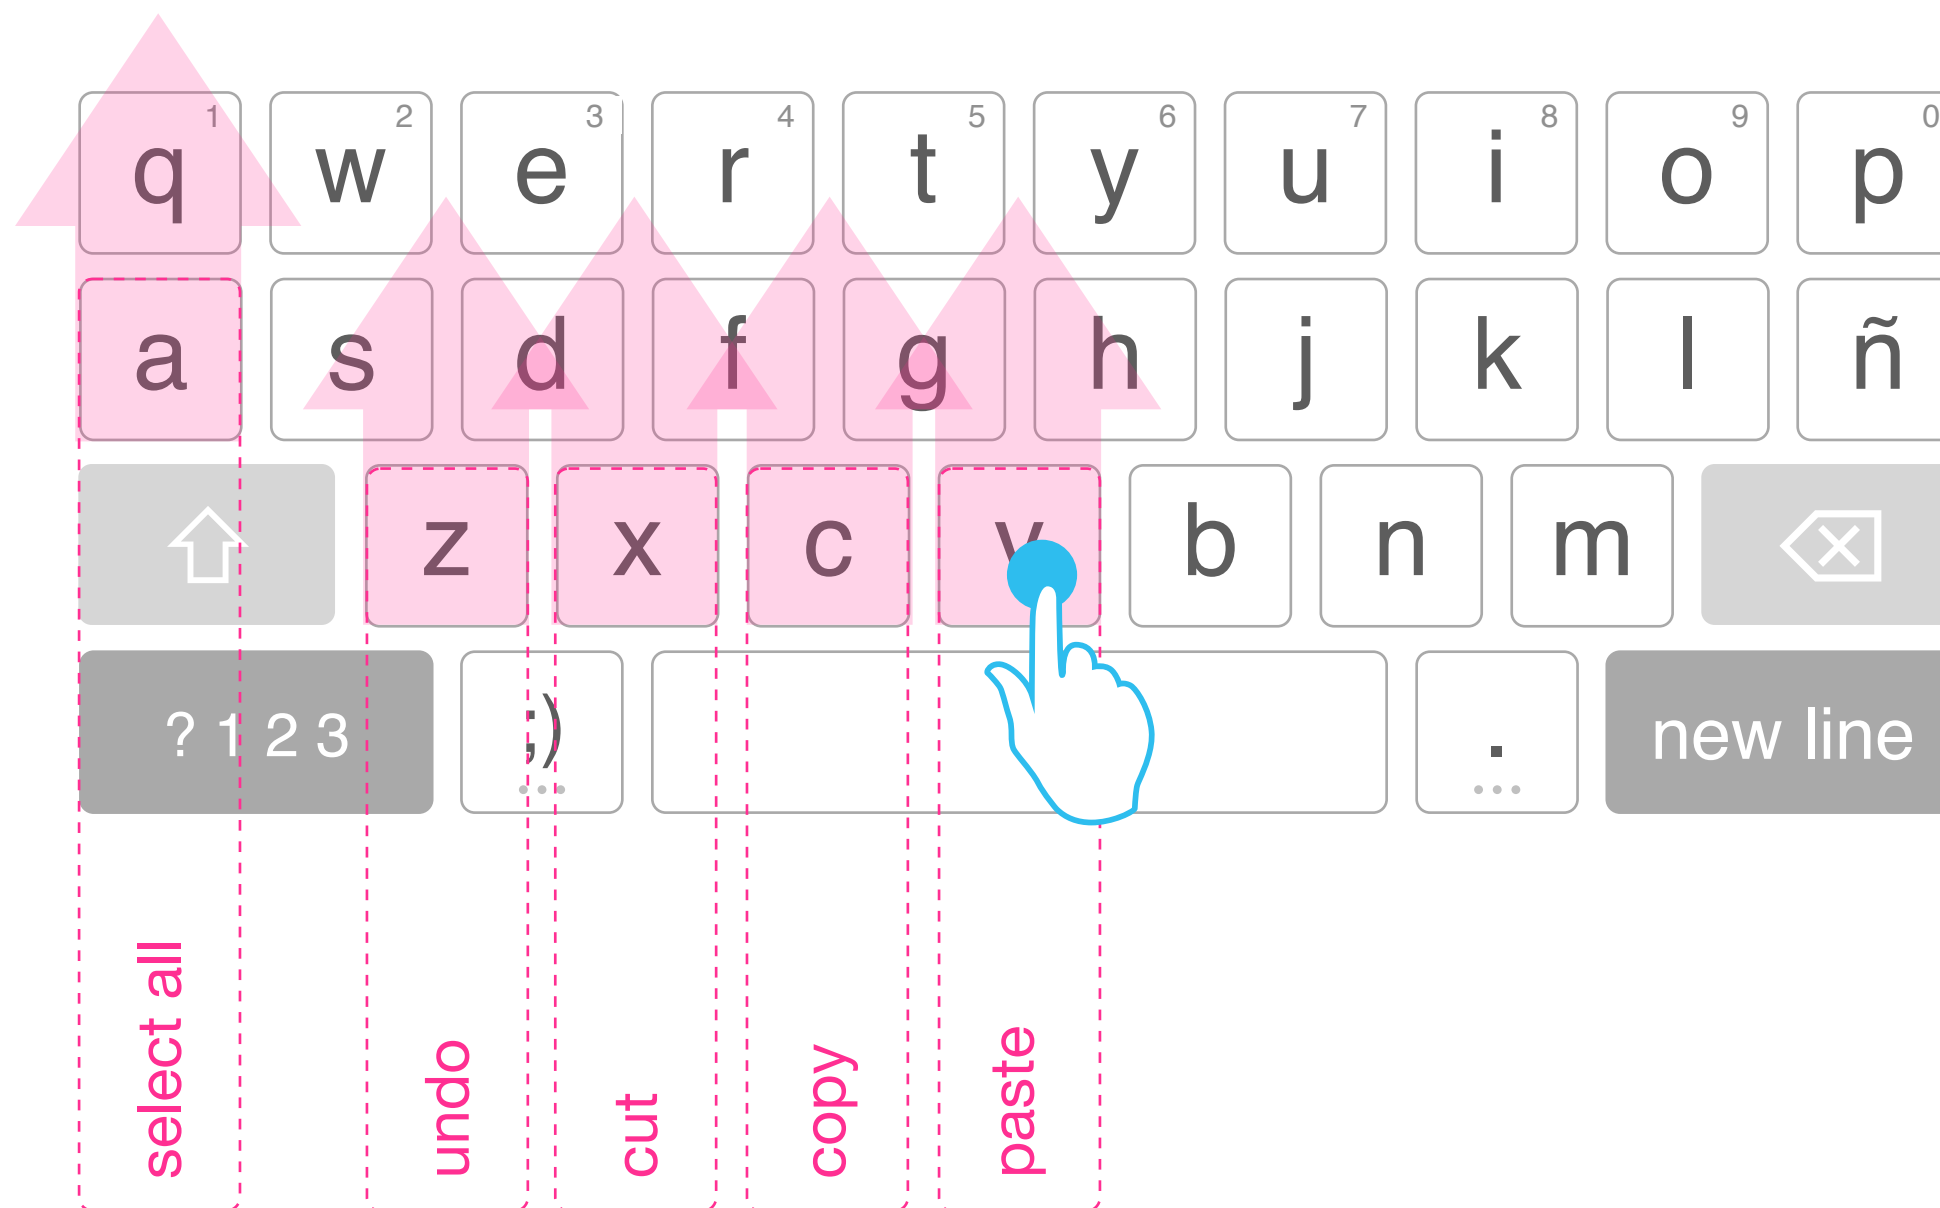 1 2 3 4 5 6 7 8 9 0
q w e r t y u i o p
a s d f g h j k l ñ
z x c v b n m
? 1 2 3 ;) ... . ... new line
select all
undo
cut
copy
paste